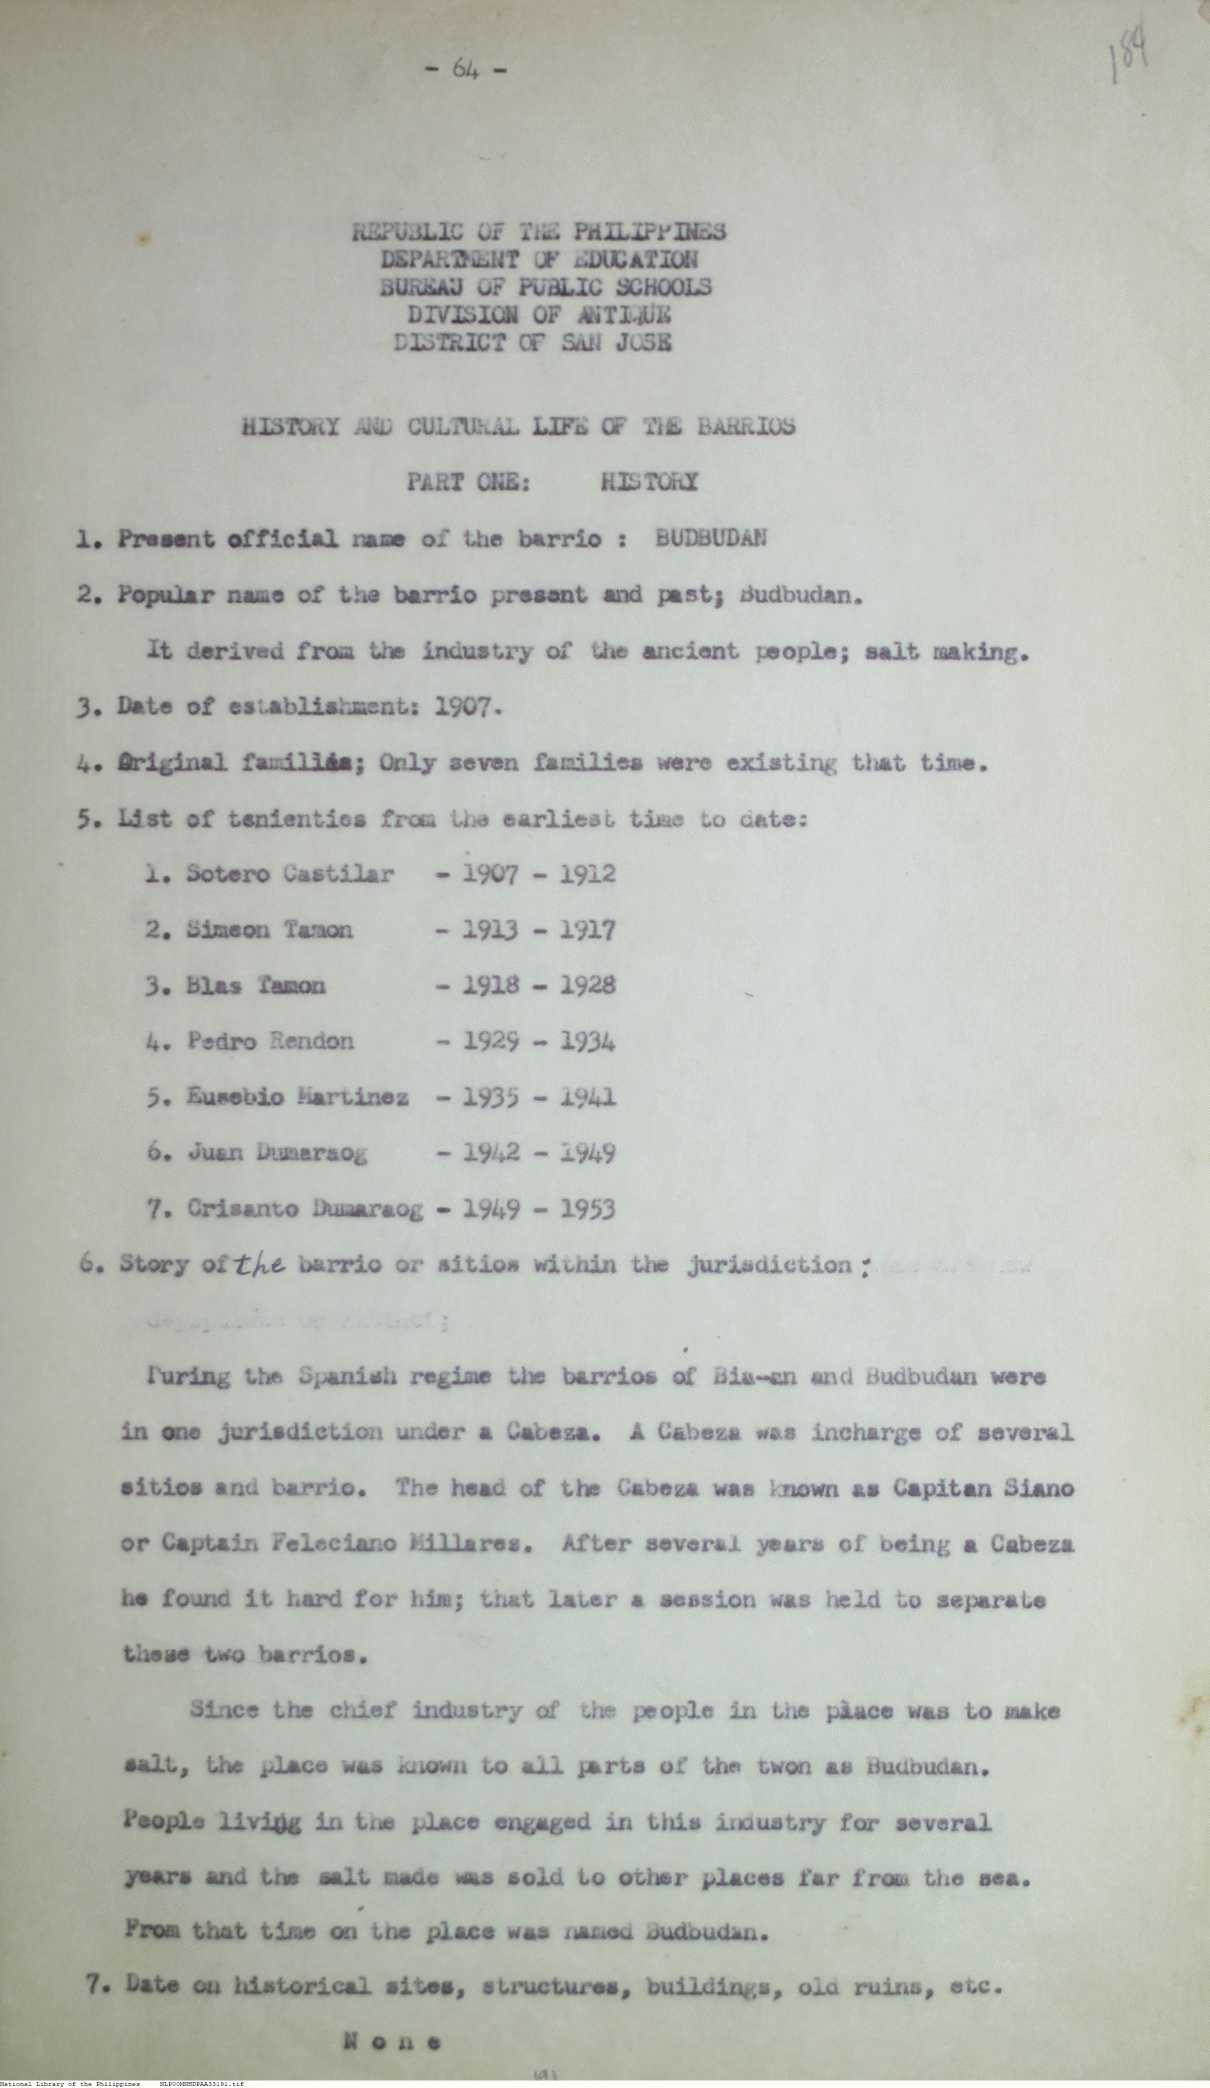 - 64 -
184
REPUBLIC OF THE PHILIPPINES
DEPARTMENT OF EDUCATION
BUREAU OF PUBLIC SCHOOLS
DIVISION OF ANTIQUE
DISTRICT OF SAN JOSE
HISTORY AND CULTURAL LIFE OF THE BARRIOS
PART ONE: HISTORY
1. Present official name of the barrio : BUDBUDAN
2. Popular name of the barrio present and past; Budbudan.
It derived from the industry of the ancient people; salt making.
3. Date of establishment: 1907.
4. Original families; Only seven families were existing that time.
5. List of tenienties from the earliest time to date:
1. Sotero Castilar - 1907 - 1912
2. Simeon Tamon - 1913 - 1917
3. Blas Tamon - 1918 - 1928
4. Pedro Rendon - 1929 - 1934
5. Eusebio Martinez - 1935 - 1941
6. Juan Dumaraog - 1942 - 1949
7. Crisanto Dumaraog - 1949 - 1953
6. Story of the barrio or sitios within the jurisdiction :
During the Spanish regime the barrios of Bia-an and Budbudan were
in one jurisdiction under a Cabeza. A Cabeza was incharge of several
sitios and barrio. The head of the Cabeza was known as Capitan Siano
or Captain Feleciano Millares. After several years of being a Cabeza
he found it hard for him; that later a session was held to separate
these two barrios.
Since the chief industry of the people in the place was to make
salt, the place was known to all parts of the twon as Budbudan.
People living in the place engaged in this industry for several
years and the salt made was sold to other places far from the sea.
From that time on the place was named Budbudan.
7. Date on historical sites, structures, buildings, old ruins, etc.
N o n e
National Library of the Philippines